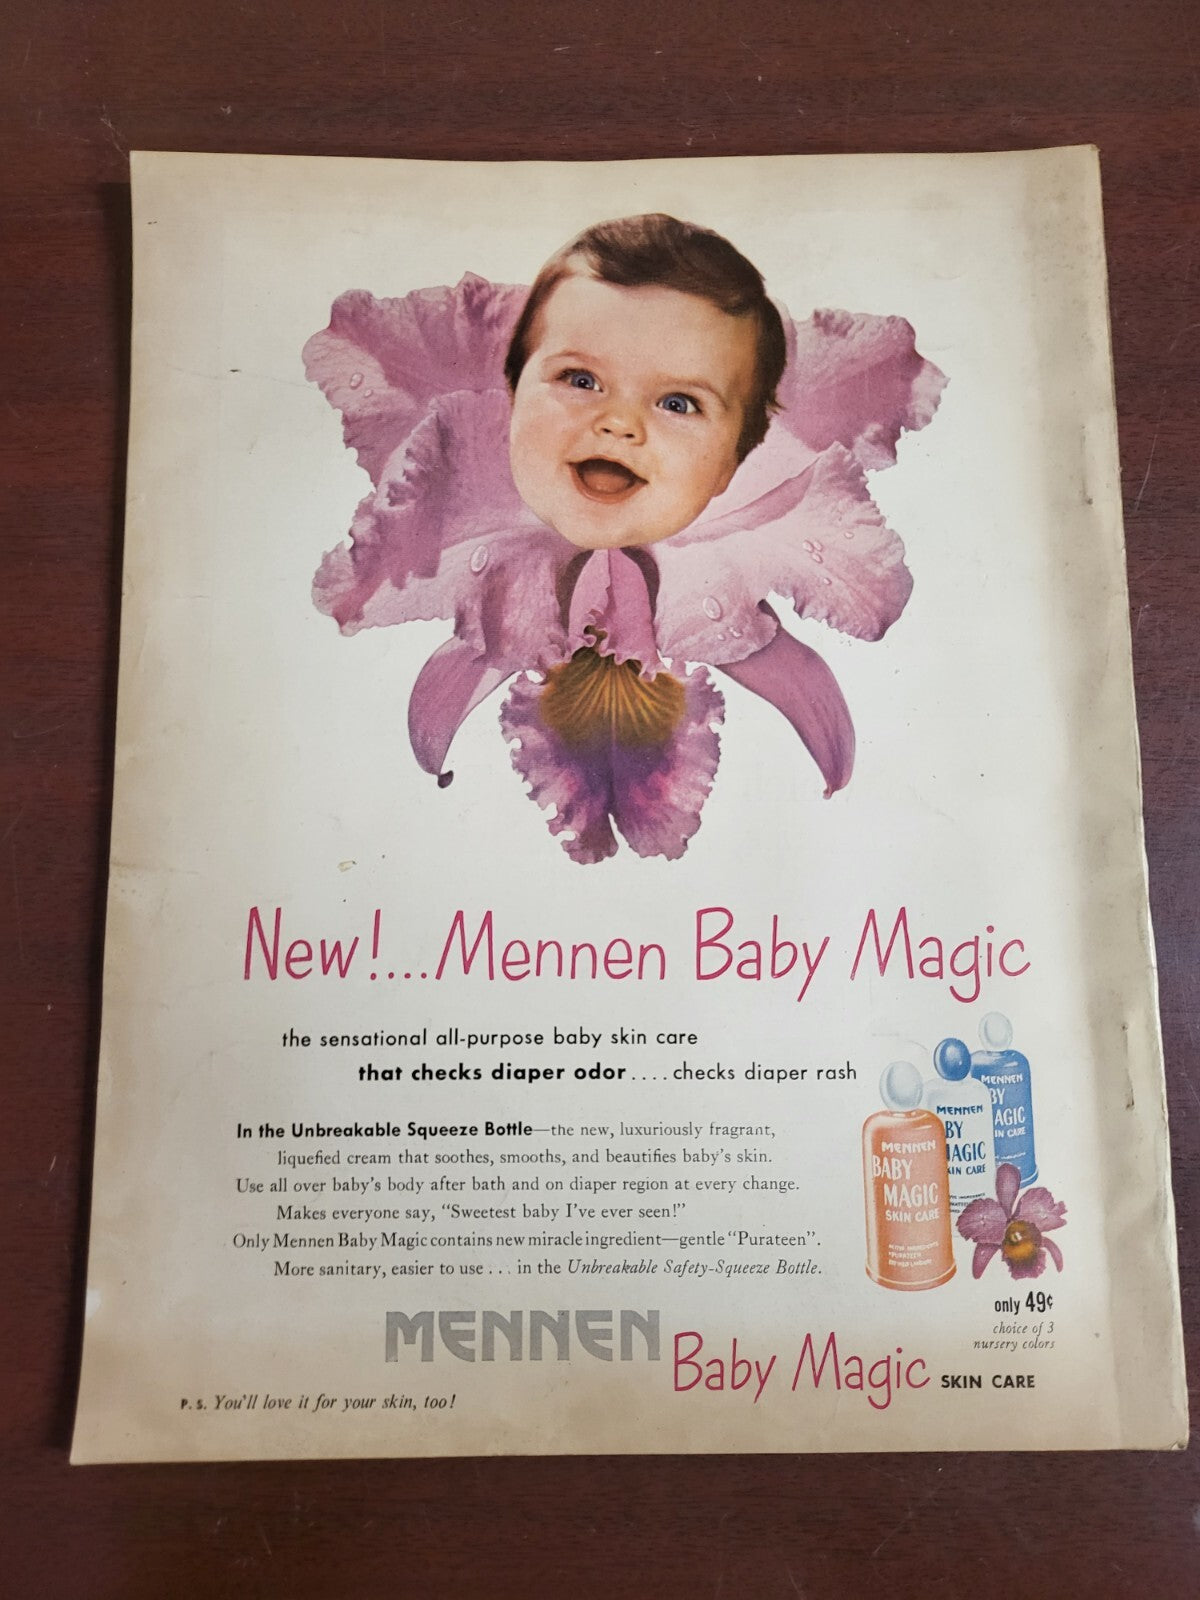 New!...Mennen Baby Magic
the sensational all-purpose baby skin care
that checks diaper odor....checks diaper rash
In the Unbreakable Squeeze Bottle—the new, luxuriously fragrant,
liquefied cream that soothes, smooths, and beautifies baby's skin.
Use all over baby's body after bath and on diaper region at every change.
Makes everyone say, "Sweetest baby I've ever seen!"
Only Mennen Baby Magic contains new miracle ingredient—gentle "Purateen".
More sanitary, easier to use... in the Unbreakable Safety-Squeeze Bottle.
MENNEN
BABY
MAGIC
SKIN CARE
MENNEN
BY
AGIC
IN CARE
MENNEN
BY
AGIC
IN CARE
only 49¢
choice of 3
nursery colors
MENNEN Baby Magic SKIN CARE
P. S. You'll love it for your skin, too!